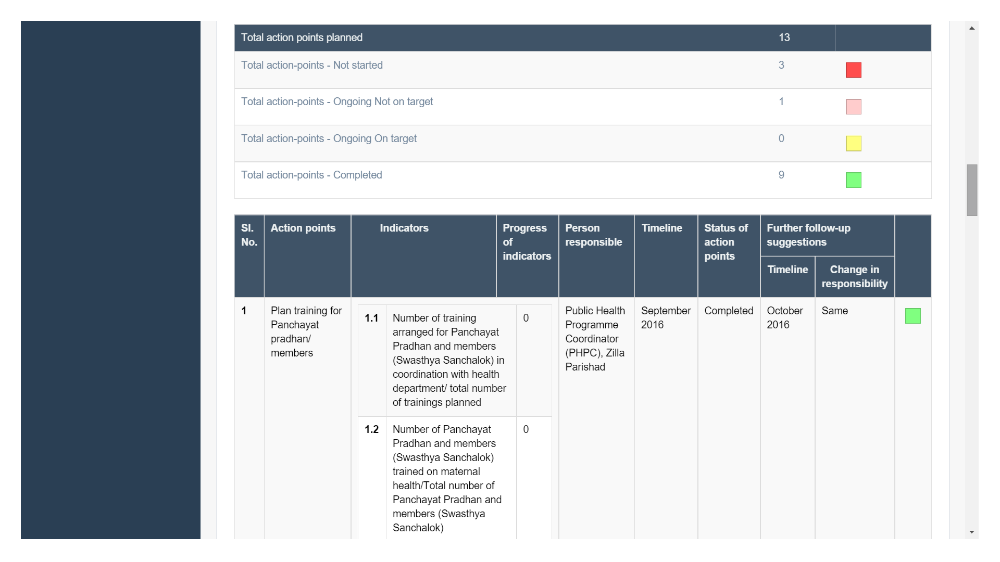 Total action points planned 13
Total action-points - Not started 3
Total action-points - Ongoing Not on target 1
Total action-points - Ongoing On target 0
Total action-points - Completed 9
Sl. No.
Action points
Indicators
Progress of indicators
Person responsible
Timeline
Status of action points
Further follow-up suggestions
Timeline
Change in responsibility
1
Plan training for
Panchayat
pradhan/
members
1.1
Number of training
arranged for Panchayat
Pradhan and members
(Swasthya Sanchalok) in
coordination with health
department/ total number
of trainings planned
0
1.2
Number of Panchayat
Pradhan and members
(Swasthya Sanchalok)
trained on maternal
health/Total number of
Panchayat Pradhan and
members (Swasthya
Sanchalok)
0
Public Health
Programme
Coordinator
(PHPC), Zilla
Parishad
September
2016
Completed
October
2016
Same